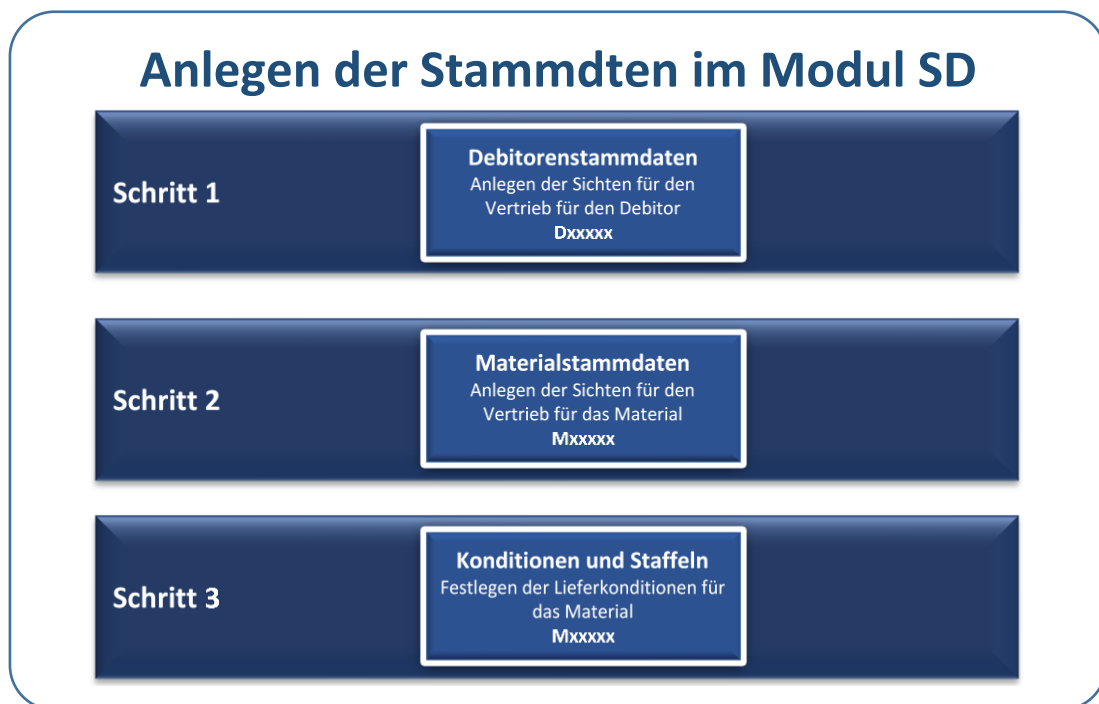 Anlegen der Stammdten im Modul SD
Schritt 1
Debitorenstammdaten
Anlegen der Sichten für den
Vertrieb für den Debitor
Dxxxxx
Schritt 2
Materialstammdaten
Anlegen der Sichten für den
Vertrieb für das Material
Mxxxxx
Schritt 3
Konditionen und Staffeln
Festlegen der Lieferkonditionen für
das Material
Mxxxxx